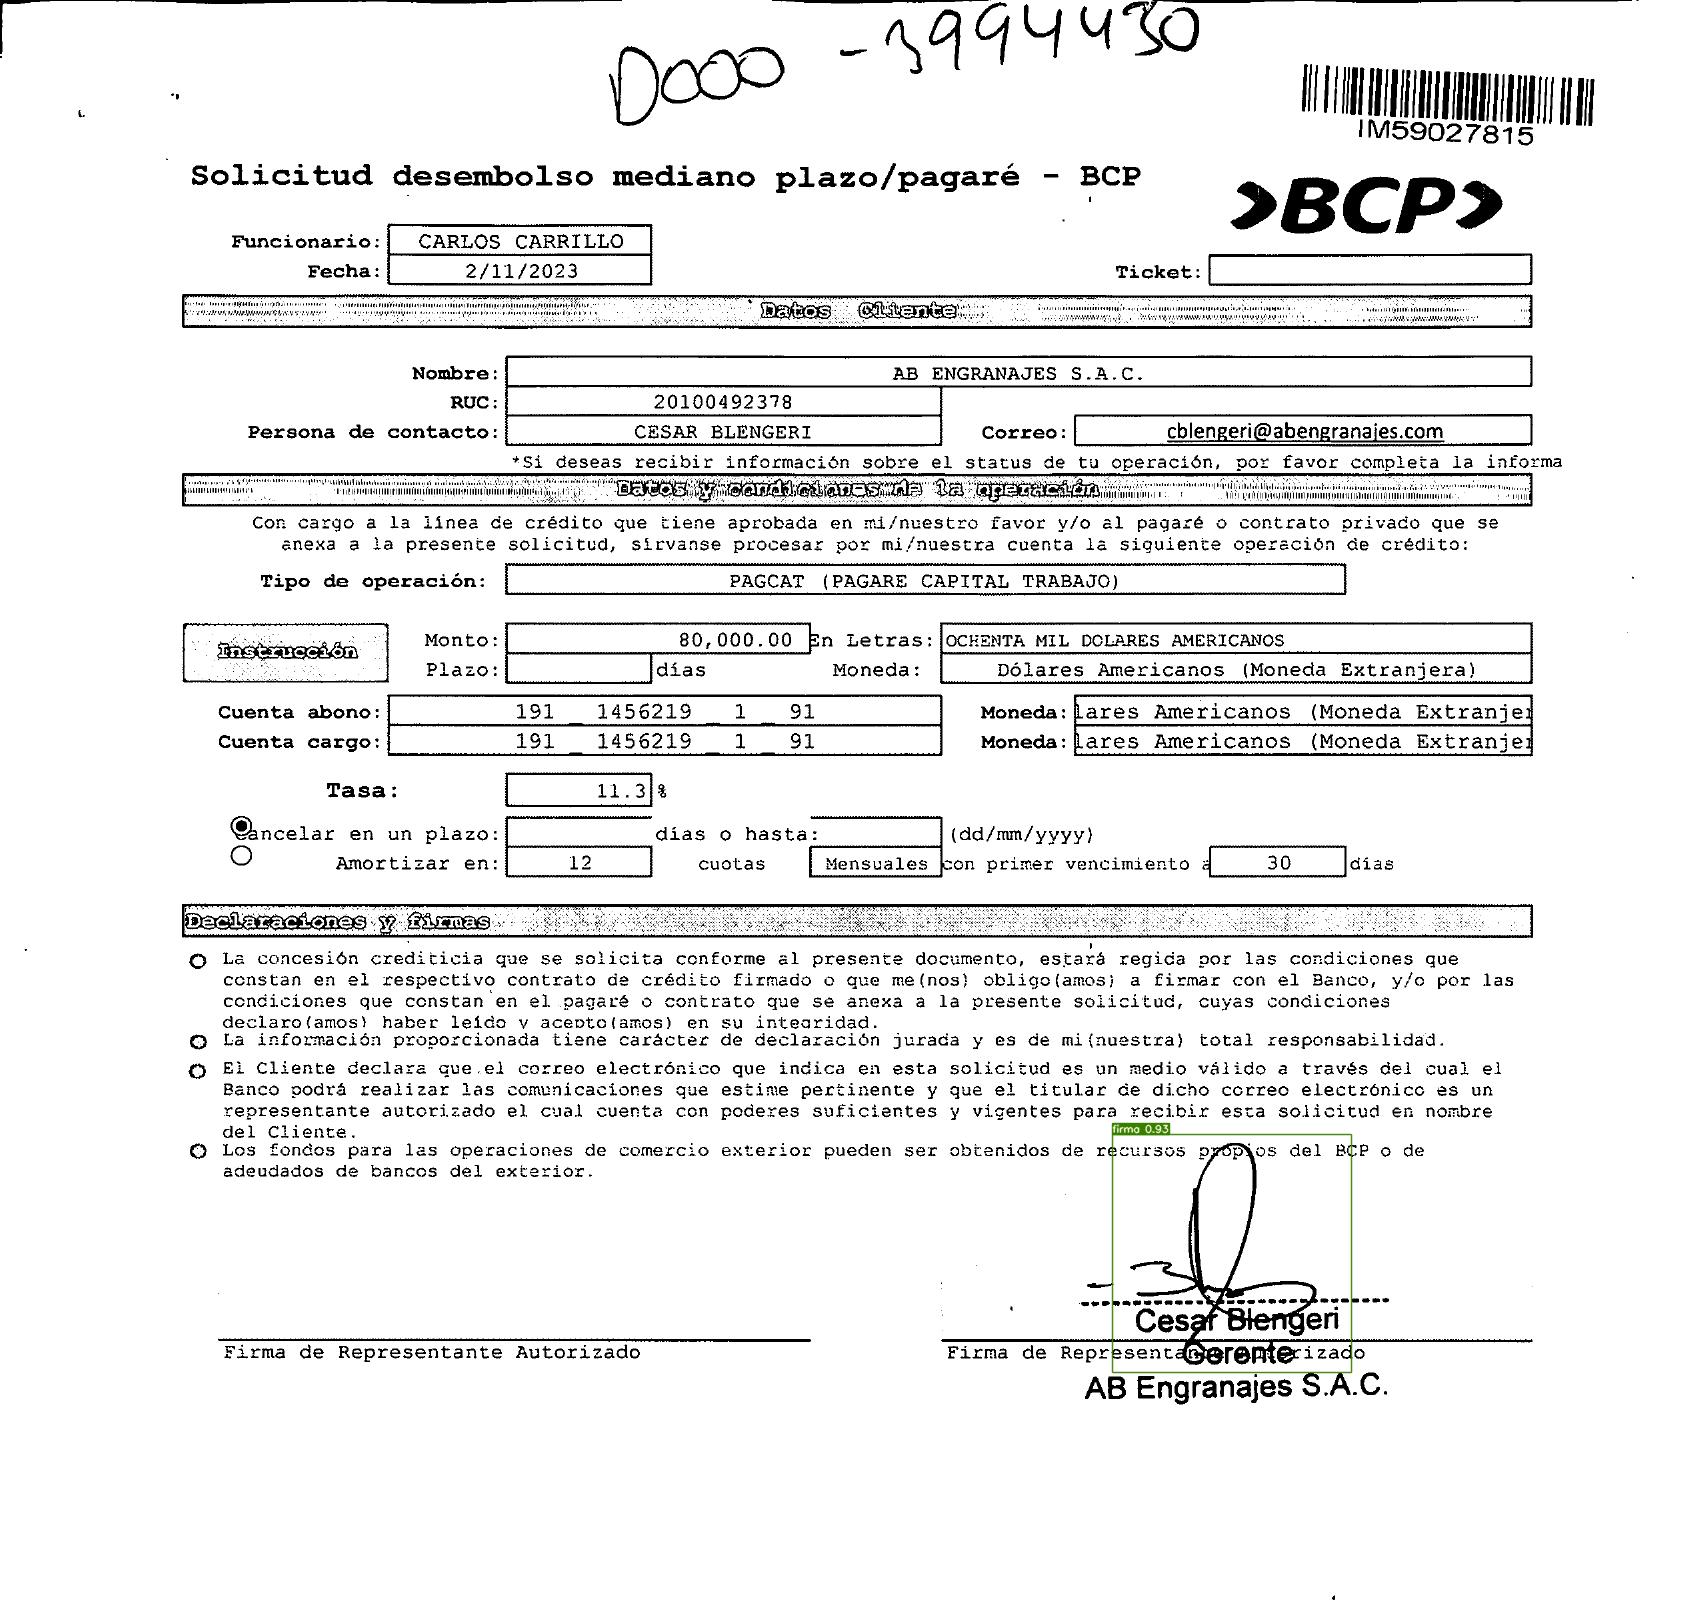 D000 -3994430
IM59027815
Solicitud desembolso mediano plazo/pagaré - BCP
>BCP>
Funcionario: CARLOS CARRILLO
Fecha: 2/11/2023 Ticket:
Datos Cliente
Nombre: AB ENGRANAJES S.A.C.
RUC: 20100492378
Persona de contacto: CESAR BLENGERI Correo: cblengeri@abengranajes.com
*Si deseas recibir información sobre el status de tu operación, por favor completa la informa
Datos y condiciones de la operación
Con cargo a la línea de crédito que tiene aprobada en mi/nuestro favor y/o al pagaré o contrato privado que se
anexa a la presente solicitud, sírvanse procesar por mi/nuestra cuenta la siguiente operación de crédito:
Tipo de operación: PAGCAT (PAGARE CAPITAL TRABAJO)
Instrucción
Monto: 80,000.00 En Letras: OCHENTA MIL DOLARES AMERICANOS
Plazo: días Moneda: Dólares Americanos (Moneda Extranjera)
Cuenta abono: 191 _ 1456219 _ 1 _ 91 Moneda: lares Americanos (Moneda Extranje
Cuenta cargo: 191 _ 1456219 _ 1 _ 91 Moneda: lares Americanos (Moneda Extranje
Tasa: 11.3 %
ancelar en un plazo: días o hasta: (dd/mm/yyyy)
Amortizar en: 12 cuotas Mensuales con primer vencimiento a 30 días
Declaraciones y firmas
La concesión crediticia que se solicita conforme al presente documento, estará regida por las condiciones que
constan en el respectivo contrato de crédito firmado o que me(nos) obligo(amos) a firmar con el Banco, y/o por las
condiciones que constan en el pagaré o contrato que se anexa a la presente solicitud, cuyas condiciones
declaro(amos) haber leído y acepto(amos) en su integridad.
La información proporcionada tiene carácter de declaración jurada y es de mi(nuestra) total responsabilidad.
El Cliente declara que el correo electrónico que indica en esta solicitud es un medio válido a través del cual el
Banco podrá realizar las comunicaciones que estime pertinente y que el titular de dicho correo electrónico es un
representante autorizado el cual cuenta con poderes suficientes y vigentes para recibir esta solicitud en nombre
del Cliente.
Los fondos para las operaciones de comercio exterior pueden ser obtenidos de recursos propios del BCP o de
adeudados de bancos del exterior.
firma 0.93
Cesar Blengeri
Firma de Representante Autorizado Firma de Representante Autorizado
Gerente
AB Engranajes S.A.C.